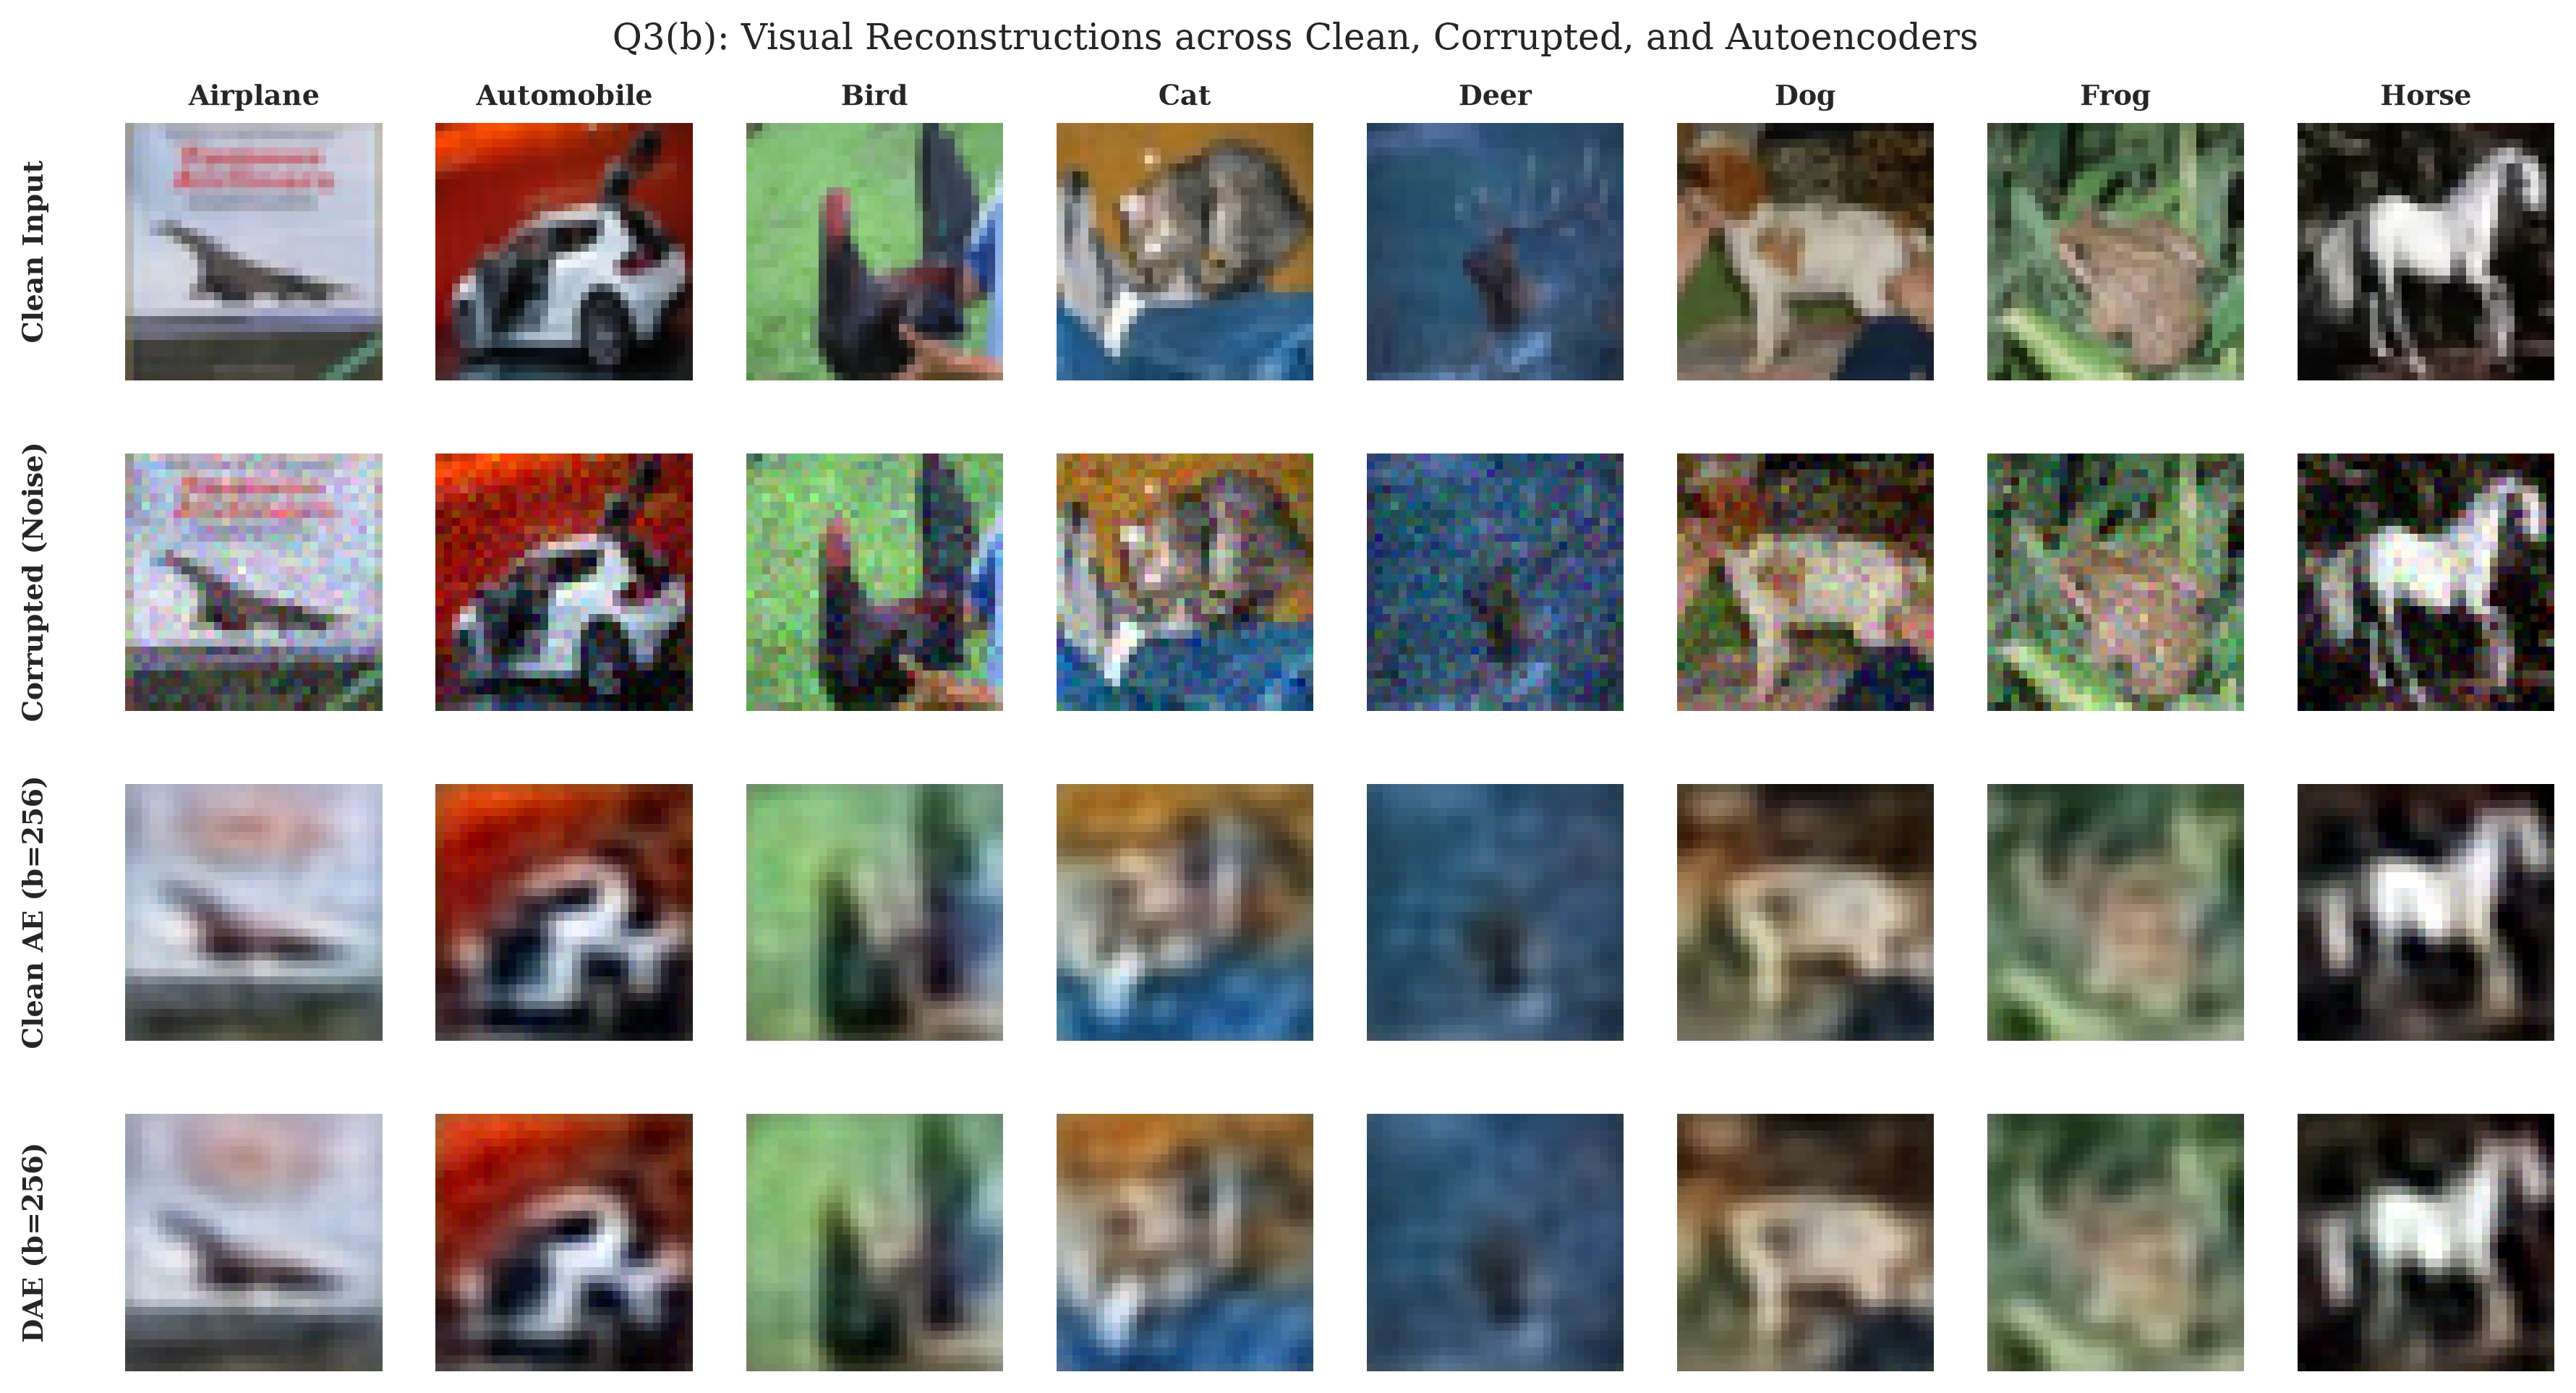 Q3(b): Visual Reconstructions across Clean, Corrupted, and Autoencoders
Airplane Automobile Bird Cat Deer Dog Frog Horse
Clean Input
Corrupted (Noise)
Clean AE (b=256)
DAE (b=256)